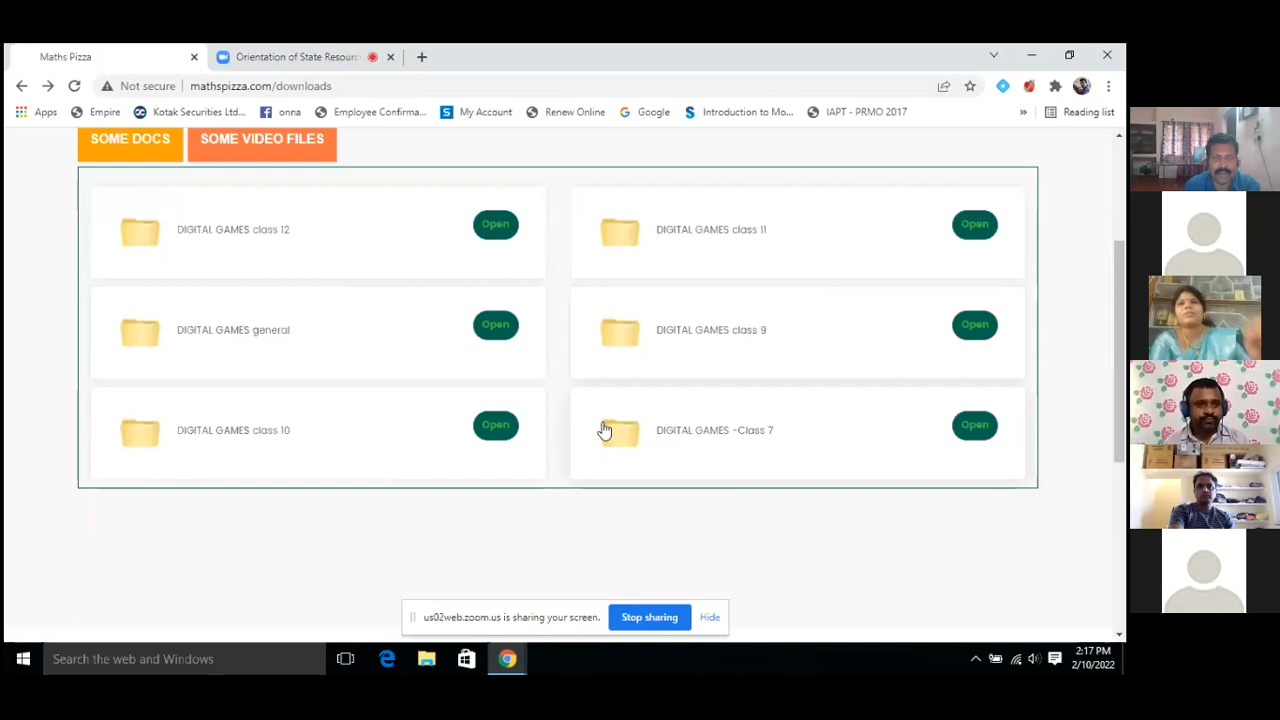 Maths Pizza
Orientation of State Resourc
Not secure
mathspizza.com/downloads
Apps
Empire
Kotak Securities Ltd...
onna
Employee Confirma...
My Account
Renew Online
Google
Introduction to Mo...
IAPT - PRMO 2017
»
Reading list
SOME DOCS
SOME VIDEO FILES
DIGITAL GAMES class 12
Open
DIGITAL GAMES class 11
Open
DIGITAL GAMES general
Open
DIGITAL GAMES class 9
Open
DIGITAL GAMES class 10
Open
DIGITAL GAMES -Class 7
Open
us02web.zoom.us is sharing your screen.
Stop sharing
Hide
Search the web and Windows
2:17 PM
2/10/2022